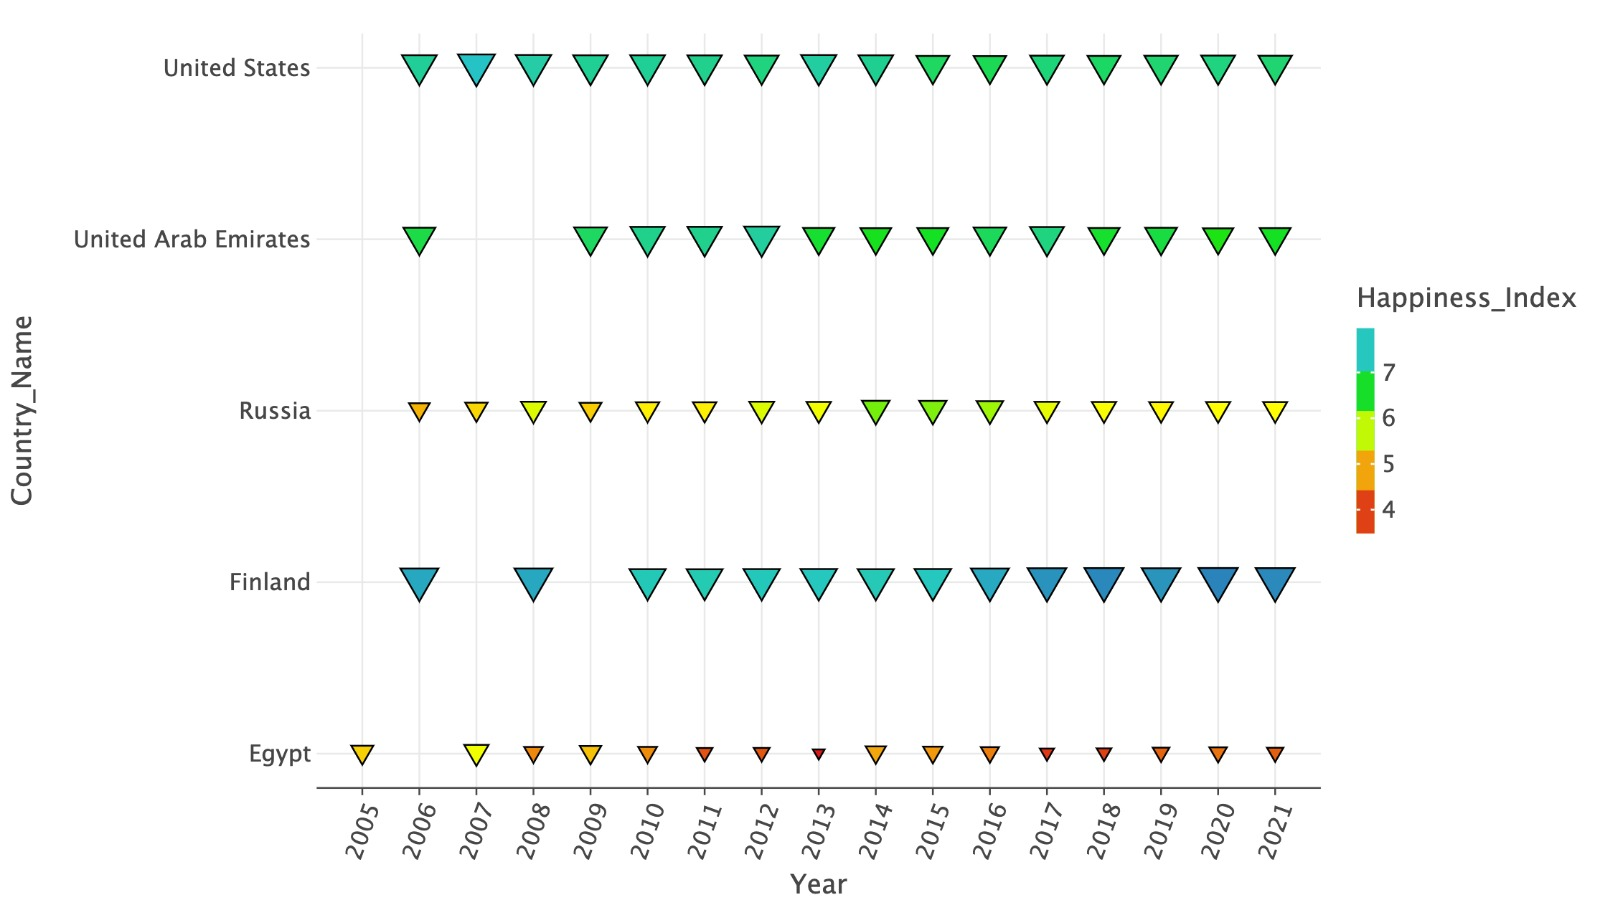 United States
United Arab Emirates
Russia
Finland
Egypt
Country_Name
2005
2006
2007
2008
2009
2010
2011
2012
2013
2014
2015
2016
2017
2018
2019
2020
2021
Year
Happiness_Index
7
6
5
4